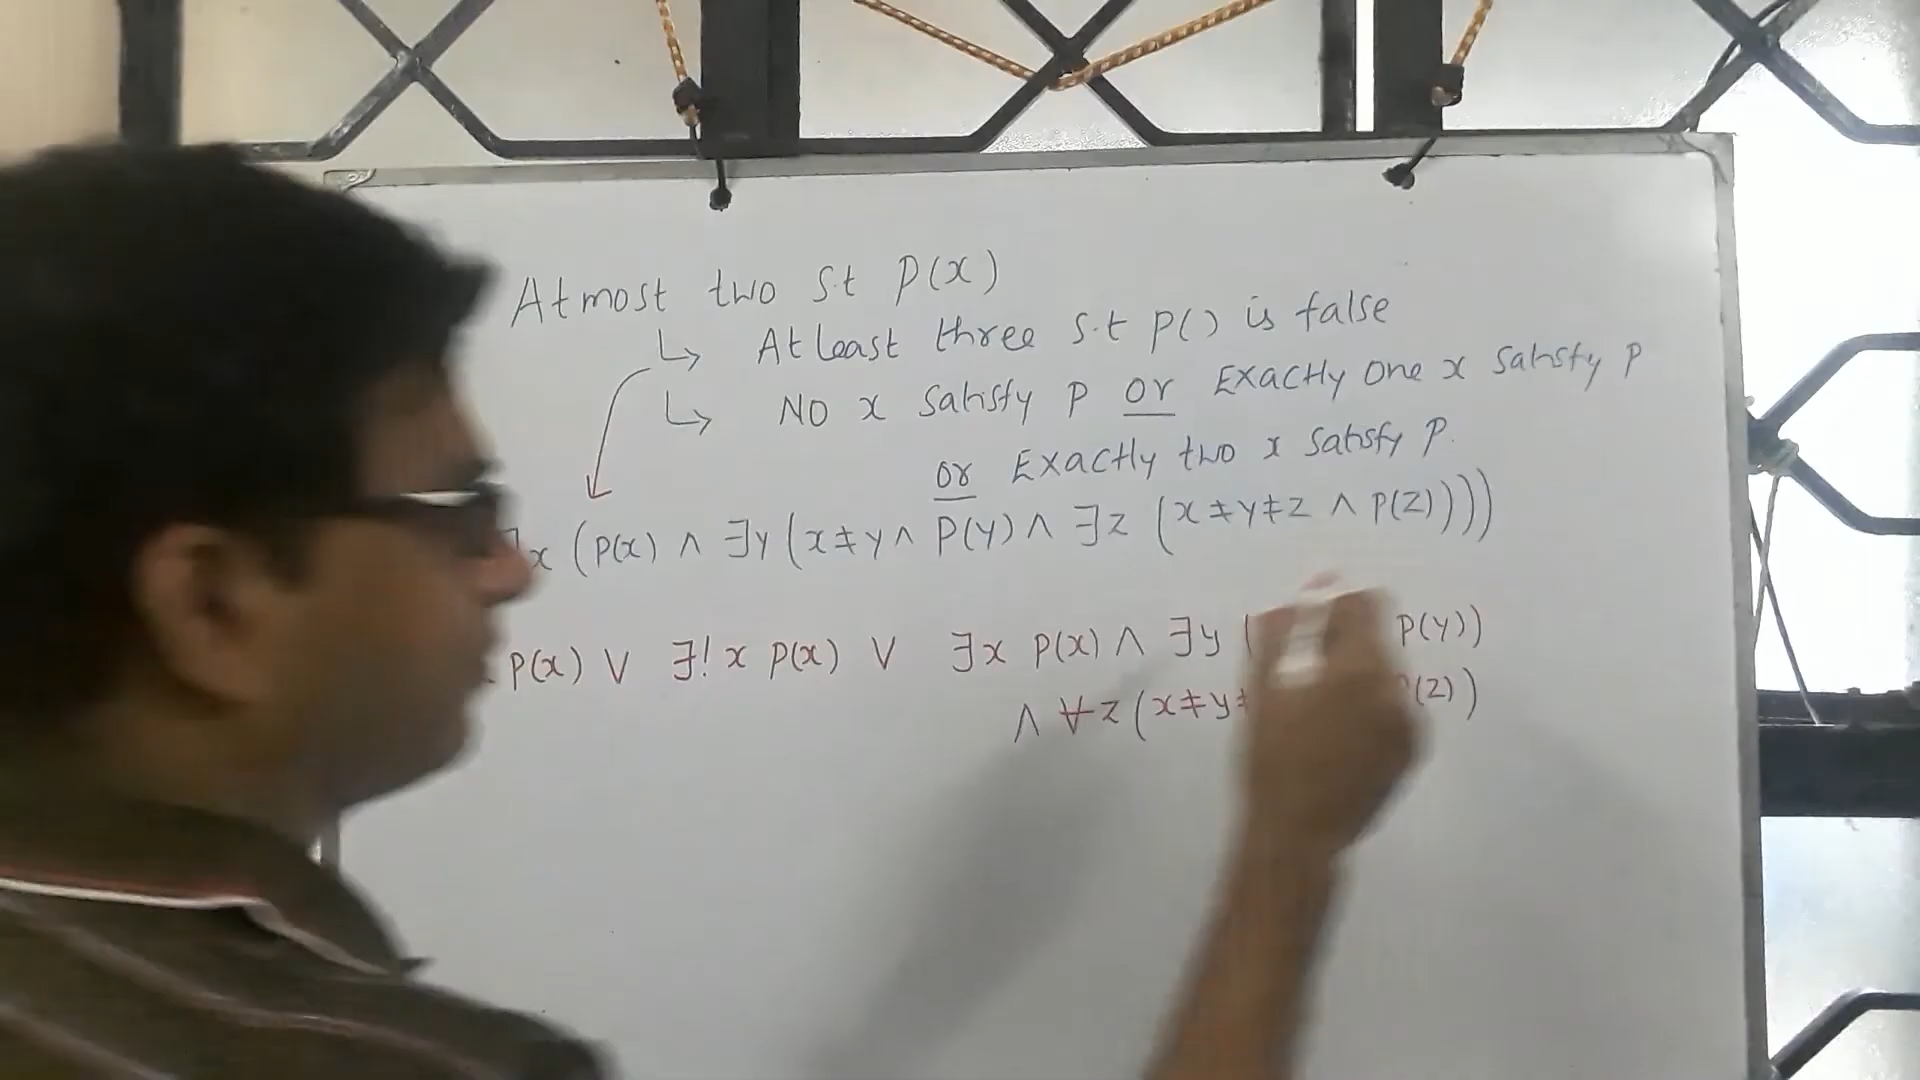 Atmost two s.t P(x)
↳ Atleast three s.t P() is false
↳ NO x satisfy P or Exactly one x satisfy P
or Exactly two x satisfy P.
∃x (P(x) ∧ ∃y (x≠y ∧ P(y) ∧ ∃z (x≠y≠z ∧ P(z))))
P(x) ∨ ∃! x P(x) ∨ ∃x P(x) ∧ ∃y ( P(y))
∧ ∀z (x≠y≠ (z))